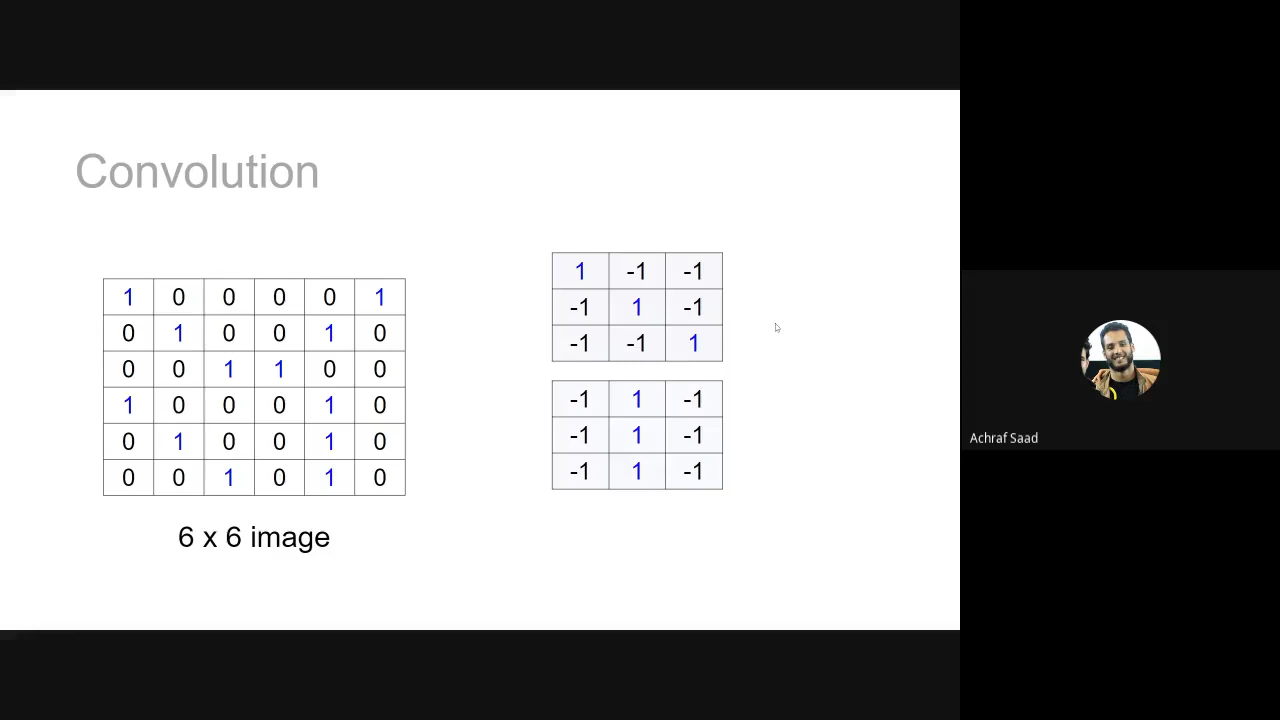 Convolution
1 0 0 0 0 1
0 1 0 0 1 0
0 0 1 1 0 0
1 0 0 0 1 0
0 1 0 0 1 0
0 0 1 0 1 0
6 x 6 image
1 -1 -1
-1 1 -1
-1 -1 1
-1 1 -1
-1 1 -1
-1 1 -1
Achraf Saad